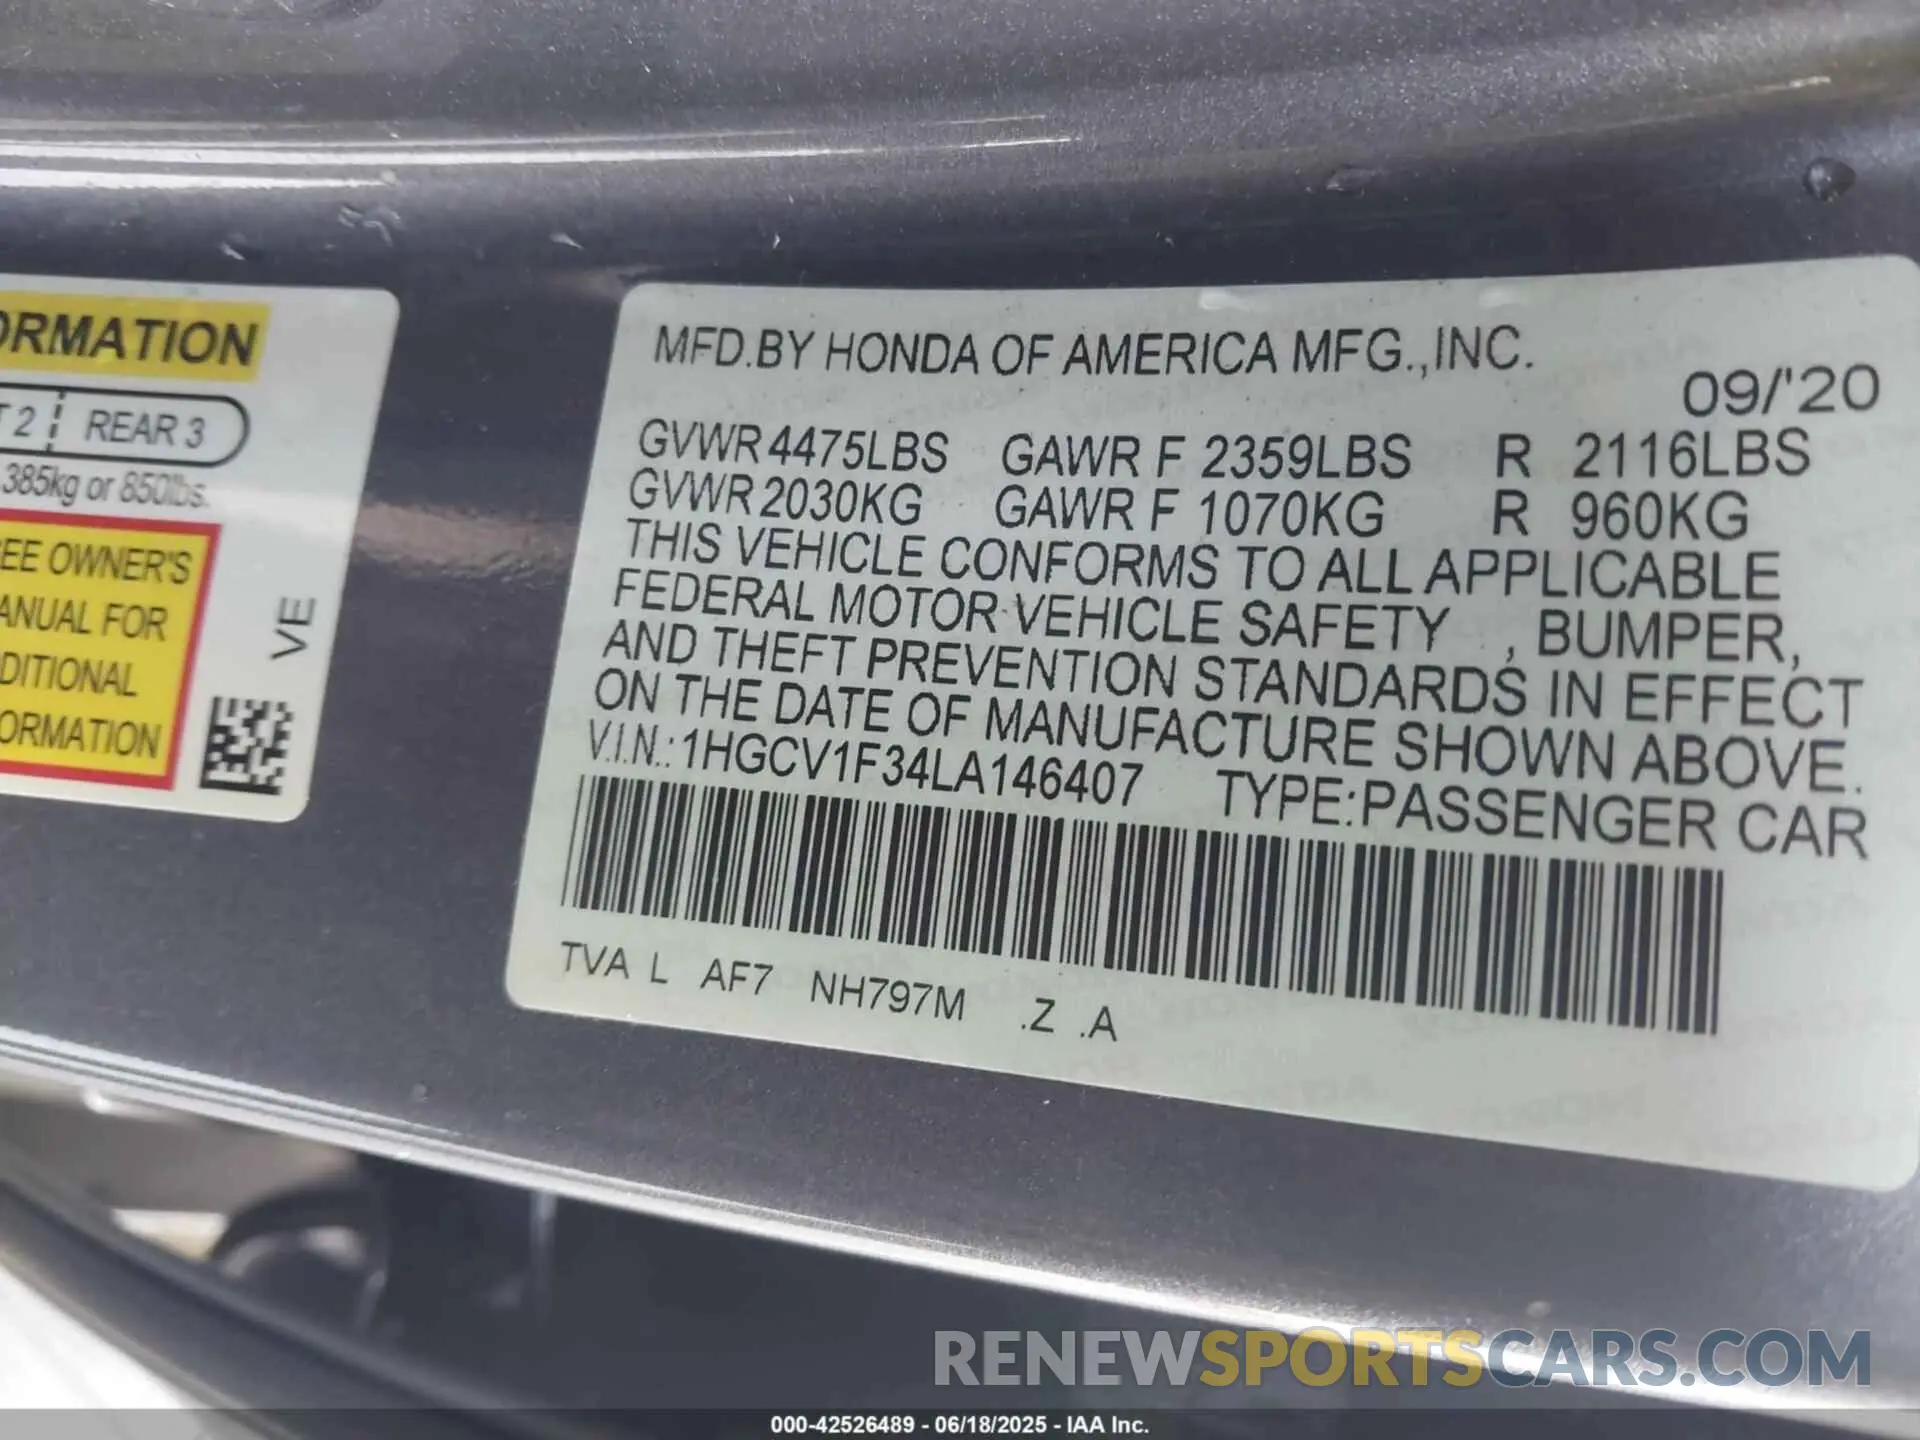 ORMATION
2 REAR 3
385kg or 850lbs.
EE OWNER'S
ANUAL FOR
DITIONAL
ORMATION
VE
MFD.BY HONDA OF AMERICA MFG.,INC.
09/'20
GVWR 4475LBS GAWR F 2359LBS R 2116LBS
GVWR 2030KG GAWR F 1070KG R 960KG
THIS VEHICLE CONFORMS TO ALL APPLICABLE
FEDERAL MOTOR VEHICLE SAFETY , BUMPER,
AND THEFT PREVENTION STANDARDS IN EFFECT
ON THE DATE OF MANUFACTURE SHOWN ABOVE.
V.I.N.: 1HGCV1F34LA146407 TYPE:PASSENGER CAR
TVA L AF7 NH797M .Z .A
RENEWSPORTSCARS.COM
000-42526489 - 06/18/2025 - IAA Inc.